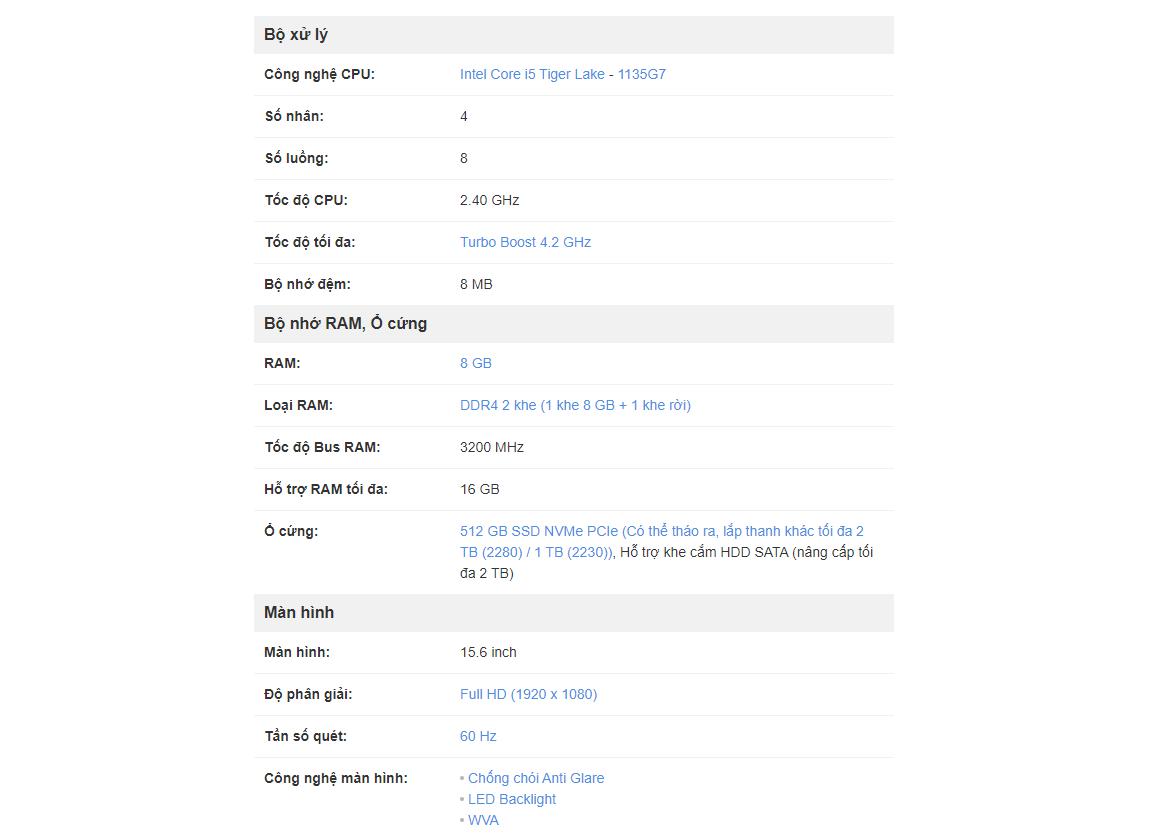 Bộ xử lý
Công nghệ CPU: Intel Core i5 Tiger Lake - 1135G7
Số nhân: 4
Số luồng: 8
Tốc độ CPU: 2.40 GHz
Tốc độ tối đa: Turbo Boost 4.2 GHz
Bộ nhớ đệm: 8 MB
Bộ nhớ RAM, Ổ cứng
RAM: 8 GB
Loại RAM: DDR4 2 khe (1 khe 8 GB + 1 khe rời)
Tốc độ Bus RAM: 3200 MHz
Hỗ trợ RAM tối đa: 16 GB
Ổ cứng: 512 GB SSD NVMe PCIe (Có thể tháo ra, lắp thanh khác tối đa 2
TB (2280) / 1 TB (2230)), Hỗ trợ khe cắm HDD SATA (nâng cấp tối
đa 2 TB)
Màn hình
Màn hình: 15.6 inch
Độ phân giải: Full HD (1920 x 1080)
Tần số quét: 60 Hz
Công nghệ màn hình: • Chống chói Anti Glare
• LED Backlight
• WVA